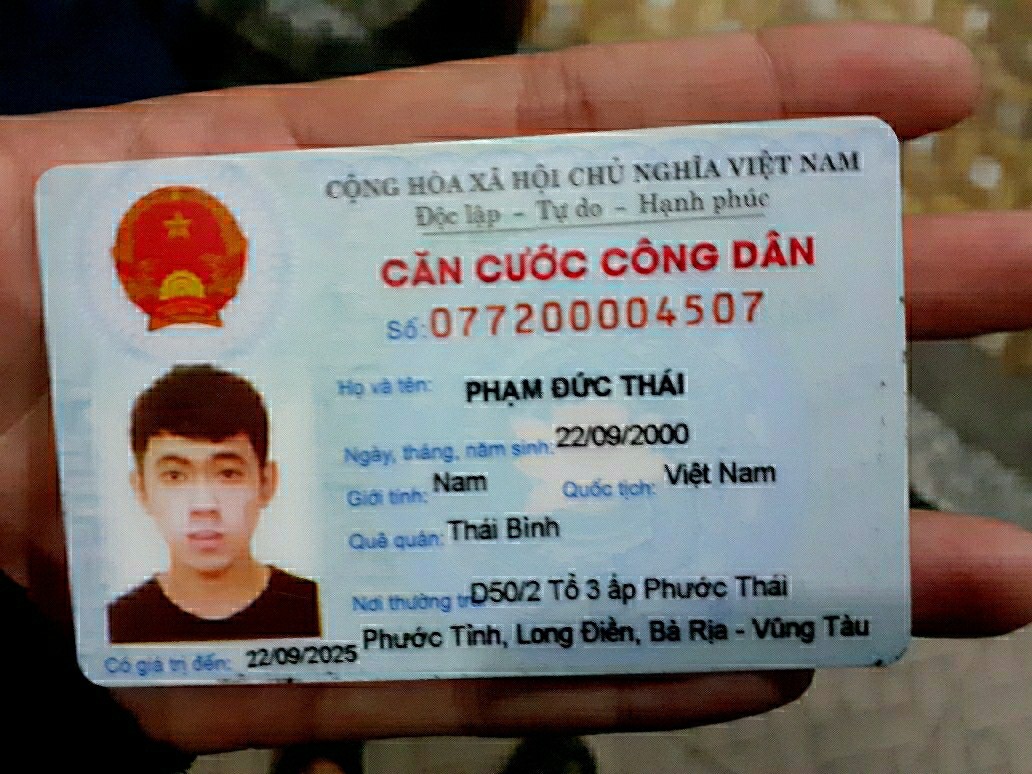 CỘNG HÒA XÃ HỘI CHỦ NGHĨA VIỆT NAM
Độc lập - Tự do - Hạnh phúc
CĂN CƯỚC CÔNG DÂN
Số: 077200004507
Họ và tên: PHẠM ĐỨC THÁI
Ngày, tháng, năm sinh: 22/09/2000
Giới tính: Nam Quốc tịch: Việt Nam
Quê quán: Thái Bình
Nơi thường tr D50/2 Tổ 3 ấp Phước Thái
Phước Tỉnh, Long Điền, Bà Rịa - Vũng Tàu
Có giá trị đến: 22/09/2025